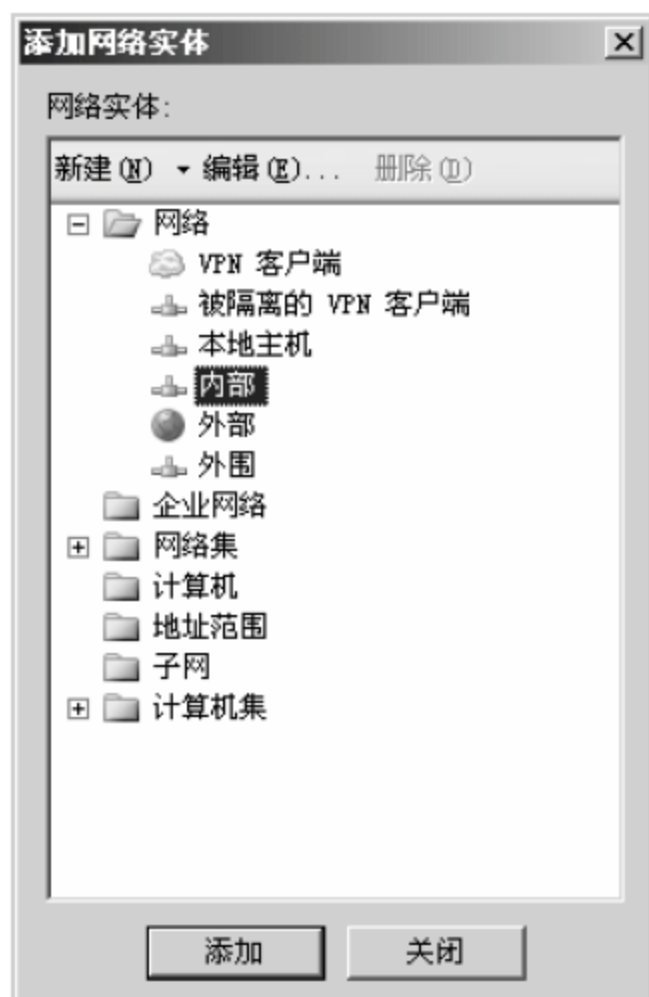 添加网络实体
网络实体:
新建(N) 编辑(E)... 删除(D)
网络
VPN 客户端
被隔离的 VPN 客户端
本地主机
内部
外部
外围
企业网络
网络集
计算机
地址范围
子网
计算机集
添加 关闭